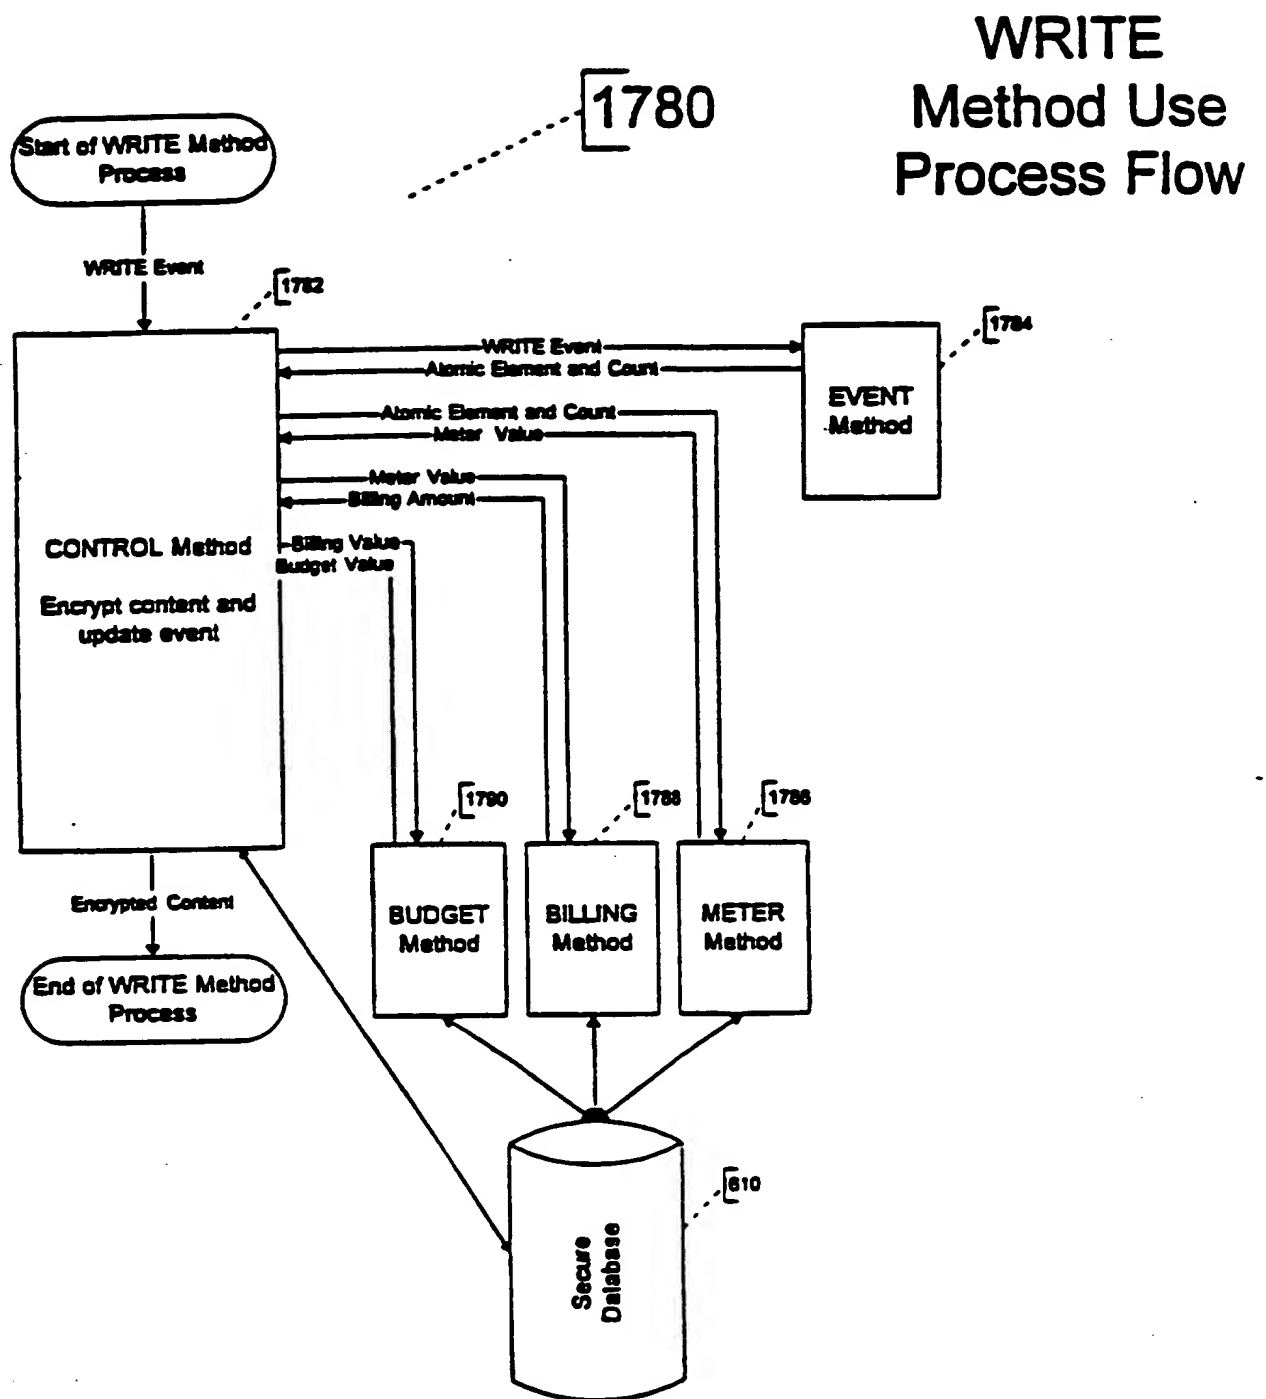 WRITE
Method Use
Process Flow
1780
Start of WRITE Method
Process
WRITE Event
1782
1784
WRITE Event
Atomic Element and Count
EVENT
Method
Atomic Element and Count
Meter Value
Meter Value
Billing Amount
CONTROL Method
Encrypt content and
update event
Billing Value
Budget Value
1790
1788
1786
Encrypted Content
BUDGET
Method
BILLING
Method
METER
Method
End of WRITE Method
Process
610
Secure
Database